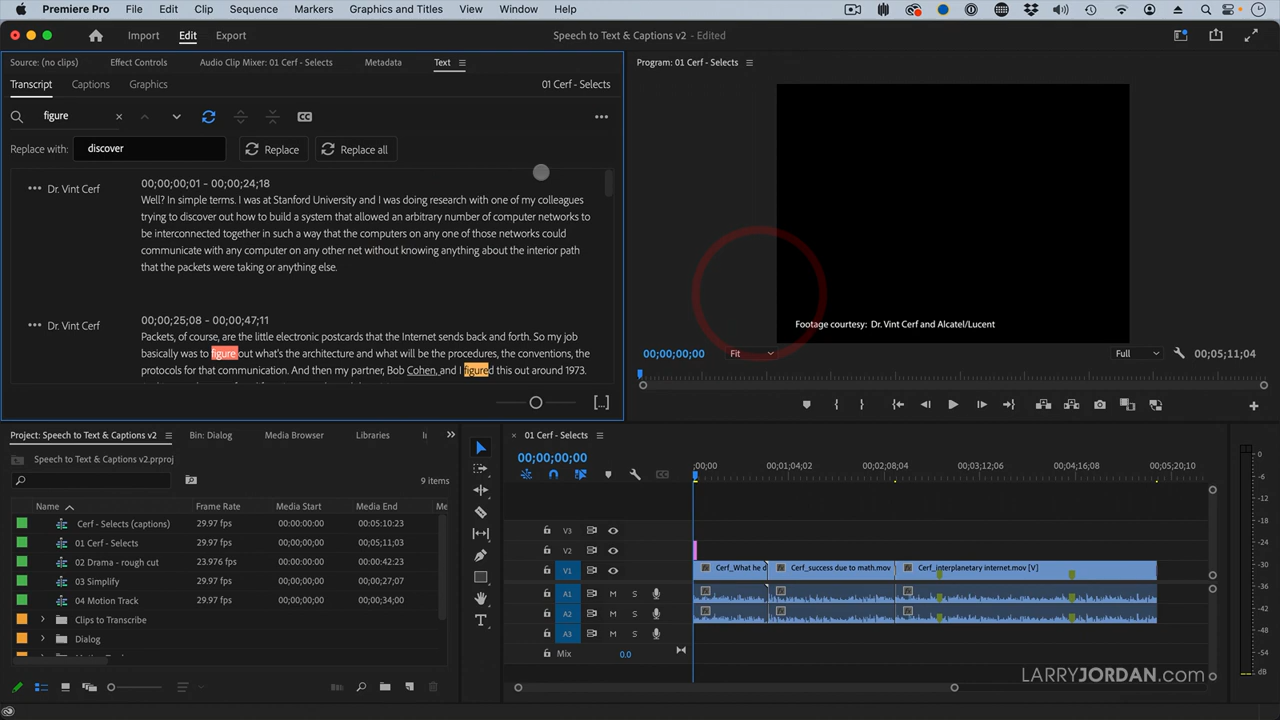 Premiere Pro File Edit Clip Sequence Markers Graphics and Titles View Window Help
Import Edit Export Speech to Text & Captions v2 - Edited
Source: (no clips) Effect Controls Audio Clip Mixer: 01 Cerf - Selects Metadata Text
Program: 01 Cerf - Selects
Transcript Captions Graphics 01 Cerf - Selects
figure
CC
Replace with: discover Replace Replace all
Dr. Vint Cerf
00;00;00;01 - 00;00;24;18
Well? In simple terms. I was at Stanford University and I was doing research with one of my colleagues
trying to discover out how to build a system that allowed an arbitrary number of computer networks to
be interconnected together in such a way that the computers on any one of those networks could
communicate with any computer on any other net without knowing anything about the interior path
that the packets were taking or anything else.
Dr. Vint Cerf
00;00;25;08 - 00;00;47;11
Packets, of course, are the little electronic postcards that the Internet sends back and forth. So my job
basically was to figure out what's the architecture and what will be the procedures, the conventions, the
protocols for that communication. And then my partner, Bob Cohen, and I figured this out around 1973.
[...]
Footage courtesy: Dr. Vint Cerf and Alcatel/Lucent
00;00;00;00 Fit Full 00;05;11;04
Project: Speech to Text & Captions v2 Bin: Dialog Media Browser Libraries
Speech to Text & Captions v2.prproj
9 items
Name Frame Rate Media Start Media End Me
Cerf - Selects (captions) 29.97 fps 00:00:00:00 00:05:10:23
01 Cerf - Selects 29.97 fps 00;00;00;00 00;05;11;03
02 Drama - rough cut 23.976 fps 00:00:00:00 00:00:42:23
03 Simplify 29.97 fps 00;00;00;00 00;01;00;01
04 Motion Track 29.97 fps 00;00;00;00 00;00;34;00
Clips to Transcribe
Dialog
01 Cerf - Selects
00;00;00;00
;00;00 00;01;04;02 00;02;08;04 00;03;12;06 00;04;16;08 00;05;20;10
CC
V3
V2
V1 Cerf_What he d Cerf_success due to math.mov Cerf_interplanetary internet.mov [V]
A1 M S
A2 M S
A3 M S
Mix 0.0
0
-6
-12
-18
-24
-30
-36
-42
-48
-54
dB
LARRYJORDAN.COM